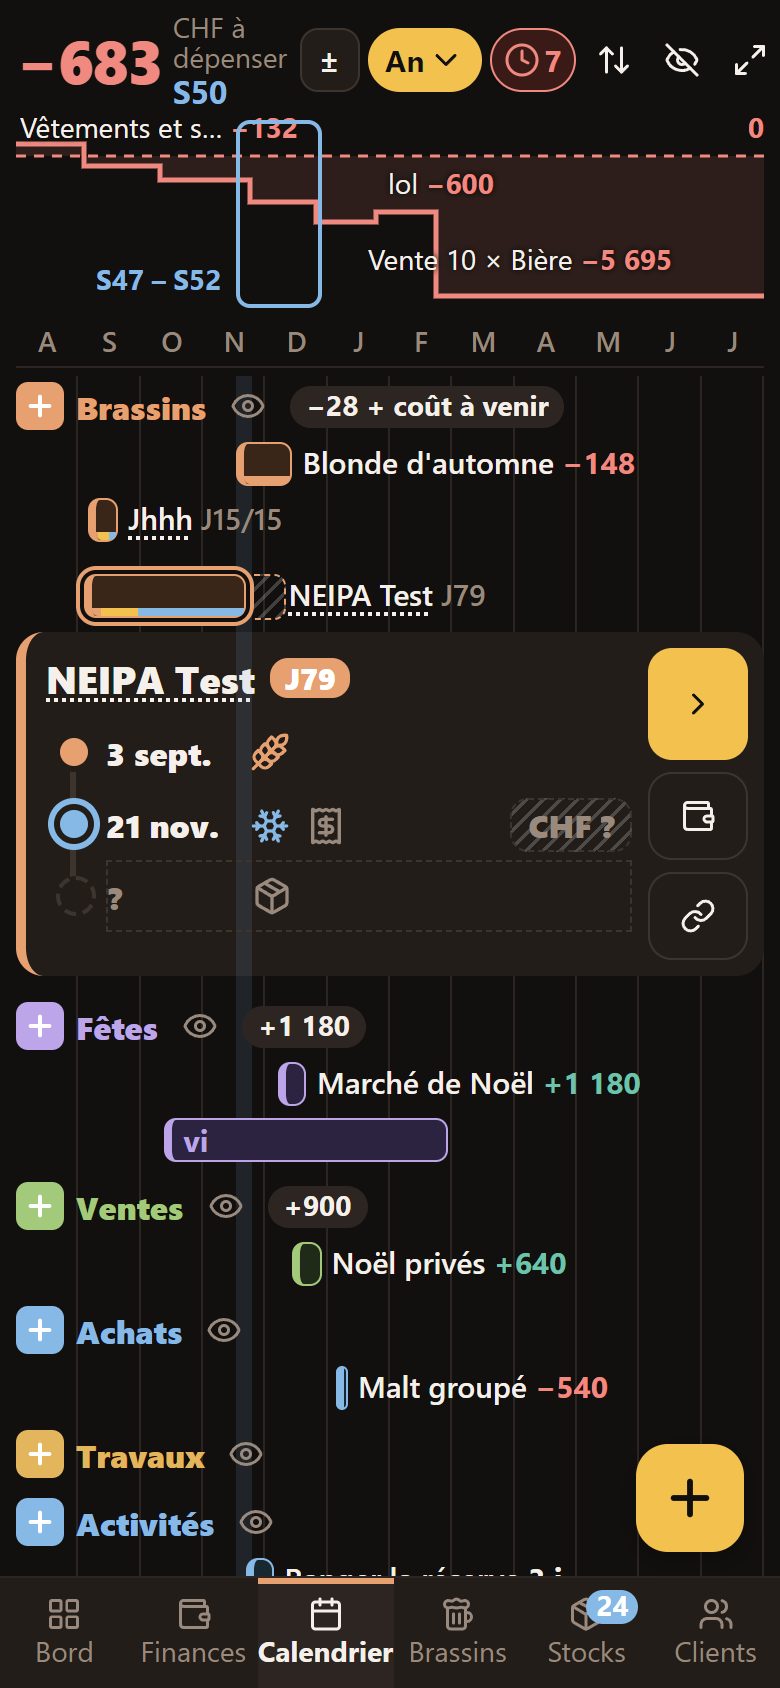 −683
CHF à
dépenser
S50
±
An
7
Vêtements et s... −132
0
lol −600
Vente 10 × Bière −5 695
S47 – S52
A S O N D J F M A M J J
Brassins
−28 + coût à venir
Blonde d'automne −148
Jhhh J15/15
NEIPA Test J79
NEIPA Test
J79
3 sept.
21 nov.
CHF ?
?
Fêtes
+1 180
Marché de Noël +1 180
vi
Ventes
+900
Noël privés +640
Achats
Malt groupé −540
Travaux
Activités
24
Bord Finances Calendrier Brassins Stocks Clients